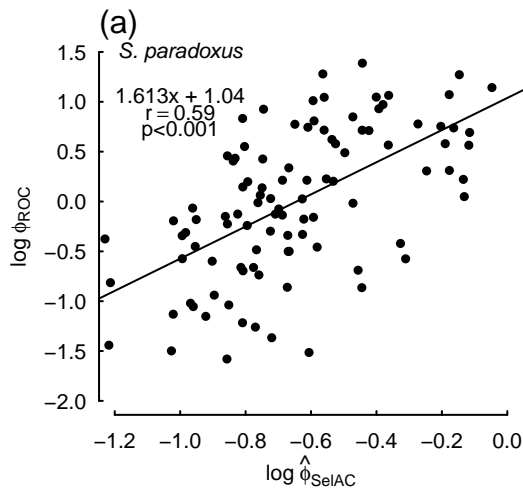 (a)
S. paradoxus
1.613x + 1.04
r = 0.59
p<0.001
log ϕROC
1.5
1.0
0.5
0.0
−0.5
−1.0
−1.5
−2.0
−1.2 −1.0 −0.8 −0.6 −0.4 −0.2 0.0
log ϕ̂SelAC